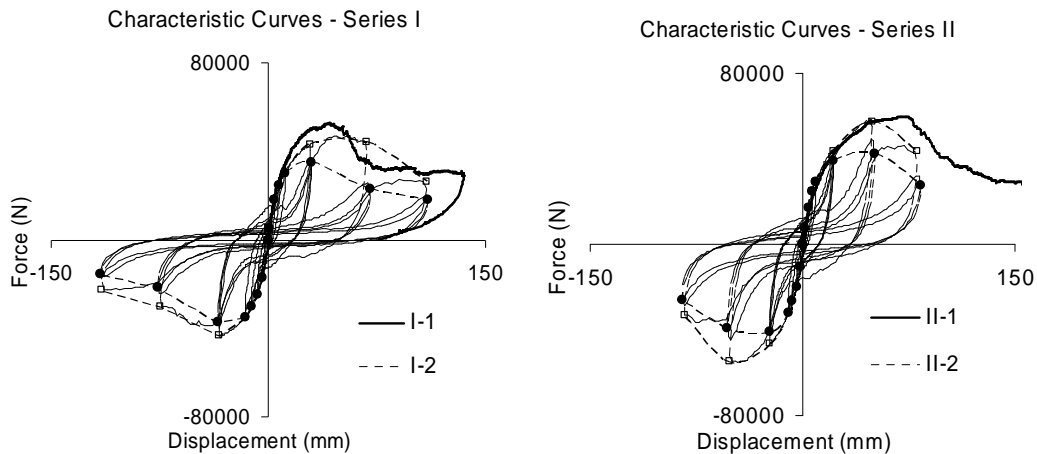 Characteristic Curves - Series I
80000
Force (N)
-150
150
I-1
I-2
-80000
Displacement (mm)
Characteristic Curves - Series II
80000
Force (N)
-150
150
II-1
II-2
-80000
Displacement (mm)